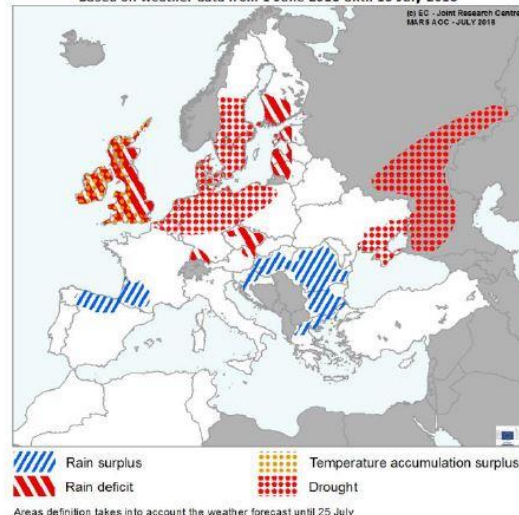 (c) EC - Joint Research Centre
MARS AOC - JULY 2018
Rain surplus
Temperature accumulation surplus
Rain deficit
Drought
Areas definition takes into account the weather forecast until 25 July